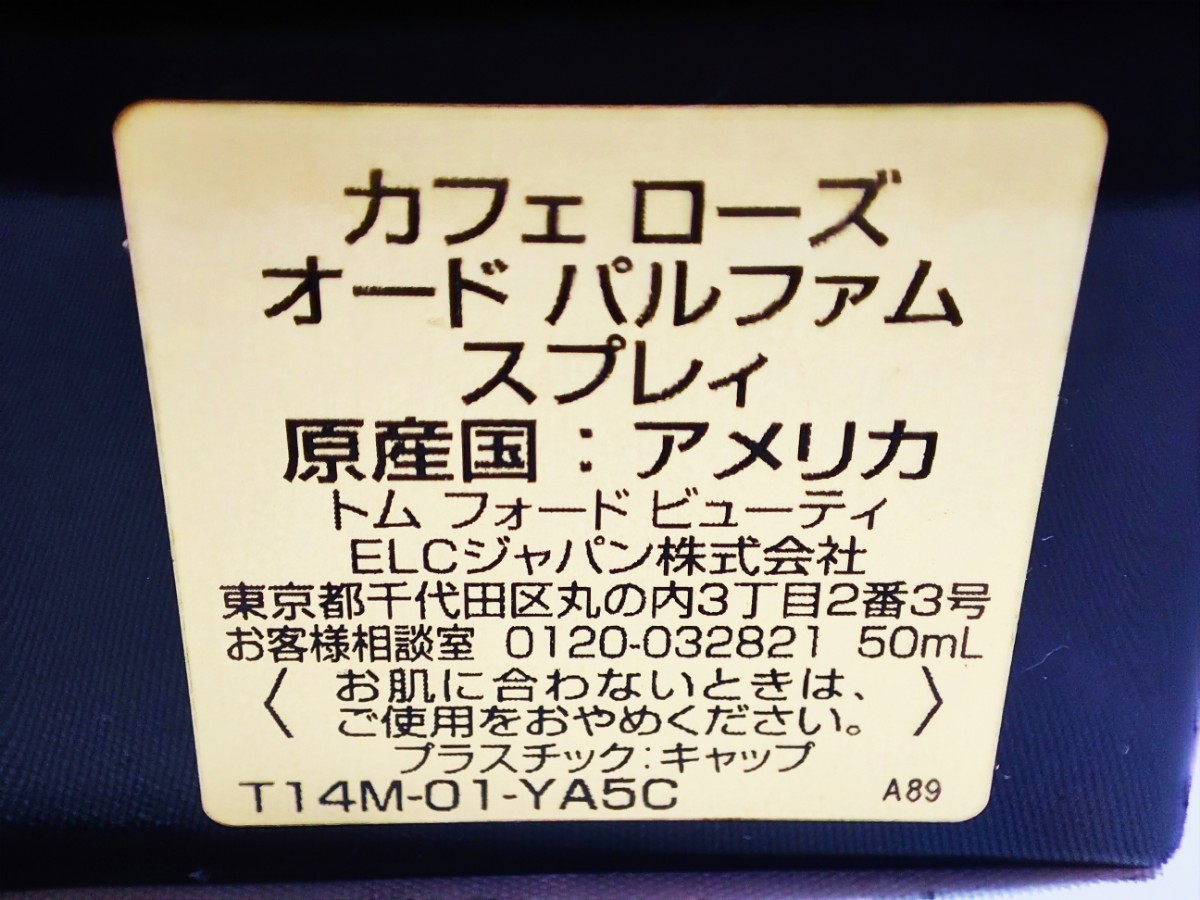 カフェ ローズ
オード パルファム
スプレィ
原産国：アメリカ
トム フォード ビューティ
ELCジャパン株式会社
東京都千代田区丸の内3丁目2番3号
お客様相談室 0120-032821 50mL
〈 お肌に合わないときは、
ご使用をおやめください。 〉
プラスチック：キャップ
T14M-01-YA5C A89